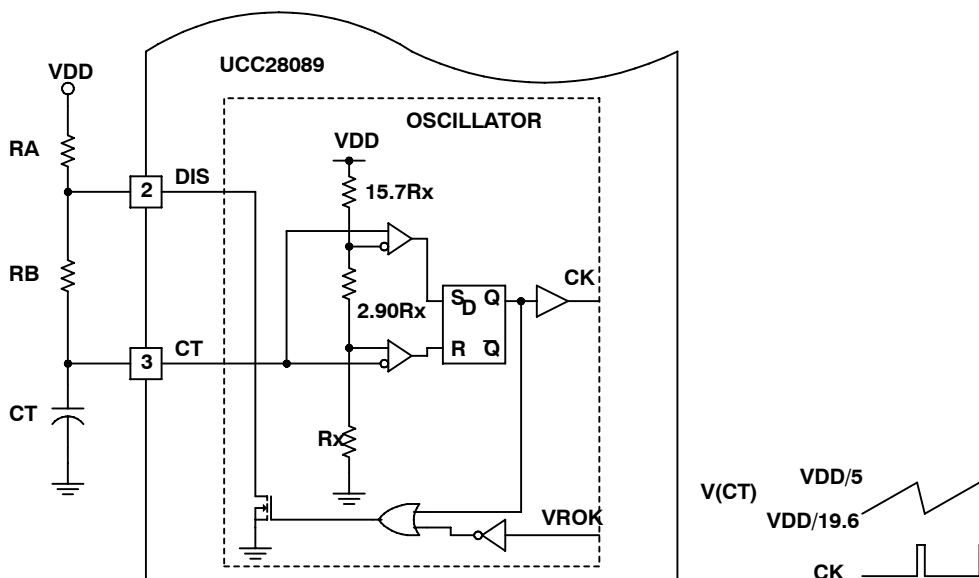 UCC28089
VDD
OSCILLATOR
RA
VDD
2 DIS
15.7Rx
RB
CK
S_D Q
2.90Rx
R Q̅
3 CT
CT
Rx
VROK
V(CT)
VDD/5
VDD/19.6
CK